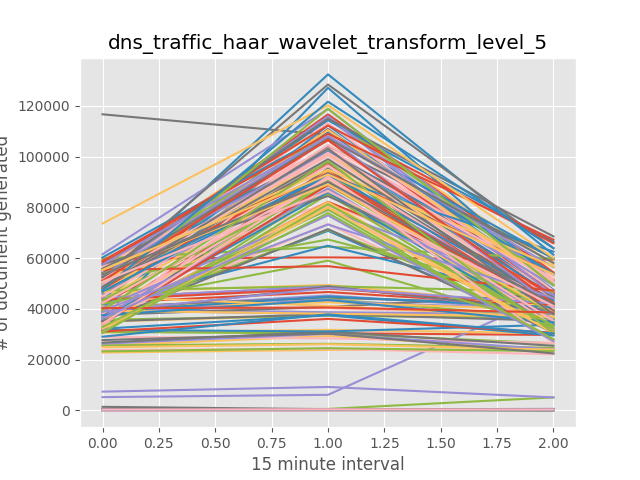 dns_traffic_haar_wavelet_transform_level_5
120000
100000
80000
60000
40000
20000
0
of document generated
0.00 0.25 0.50 0.75 1.00 1.25 1.50 1.75 2.00
15 minute interval